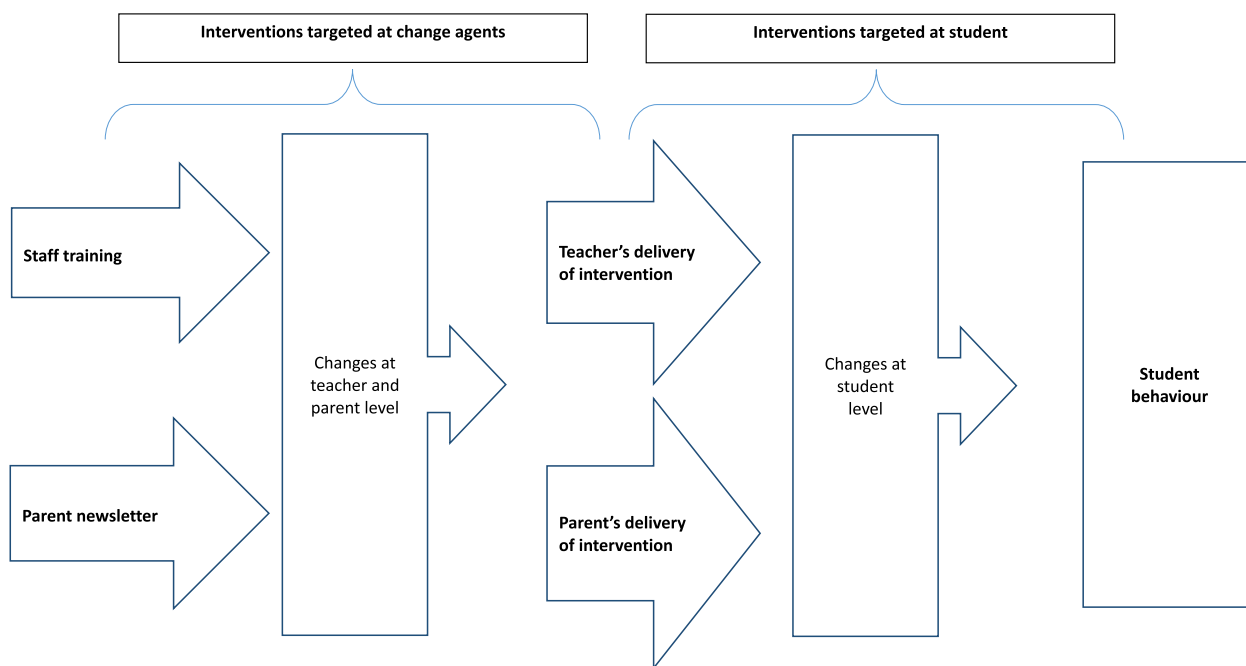 Interventions targeted at change agents
Interventions targeted at student
Staff training
Parent newsletter
Changes at
teacher and
parent level
Teacher’s delivery
of intervention
Parent’s delivery
of intervention
Changes at
student
level
Student
behaviour